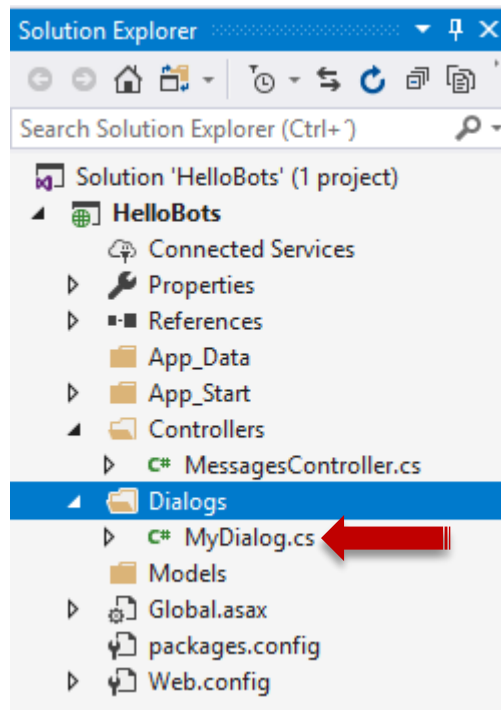 Solution Explorer
Search Solution Explorer (Ctrl+´)
Solution 'HelloBots' (1 project)
HelloBots
Connected Services
Properties
References
App_Data
App_Start
Controllers
C# MessagesController.cs
Dialogs
C# MyDialog.cs
Models
Global.asax
packages.config
Web.config